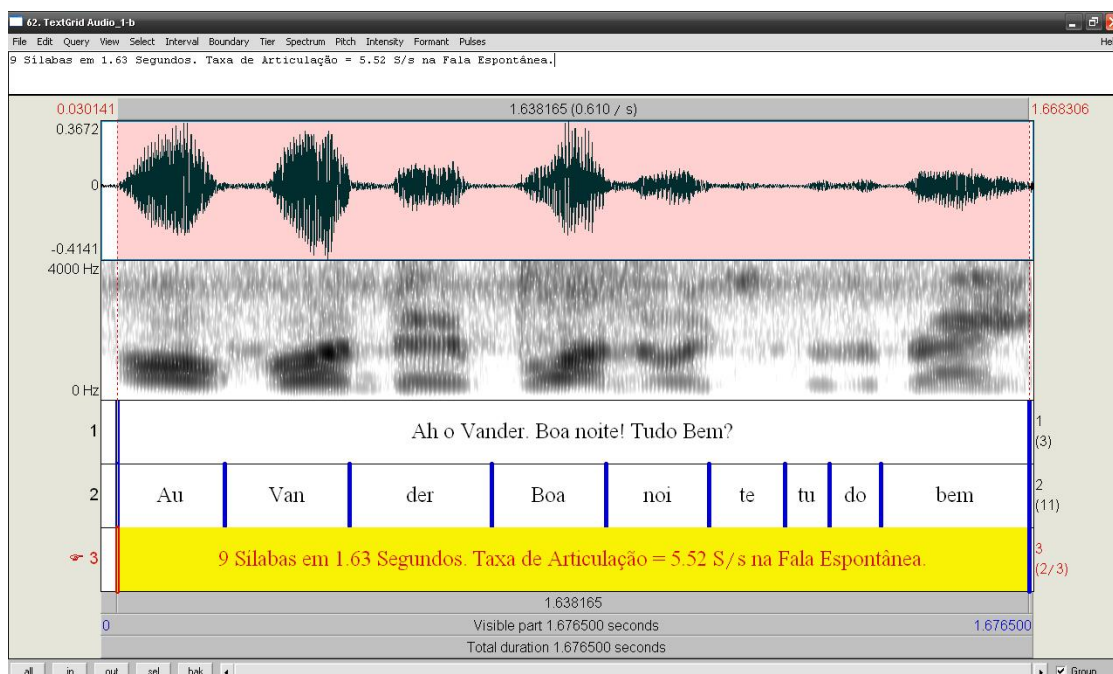 62. TextGrid Audio_1-b
File Edit Query View Select Interval Boundary Tier Spectrum Pitch Intensity Formant Pulses Hel
9 Sílabas em 1.63 Segundos. Taxa de Articulação = 5.52 S/s na Fala Espontânea.
0.030141 1.638165 (0.610 / s) 1.668306
0.3672
0
-0.4141
4000 Hz
0 Hz
1 Ah o Vander. Boa noite! Tudo Bem? 1 (3)
2 Au Van der Boa noi te tu do bem 2 (11)
3 9 Sílabas em 1.63 Segundos. Taxa de Articulação = 5.52 S/s na Fala Espontânea. 3 (2/3)
1.638165
0 Visible part 1.676500 seconds 1.676500
Total duration 1.676500 seconds
all in out sel bak Group